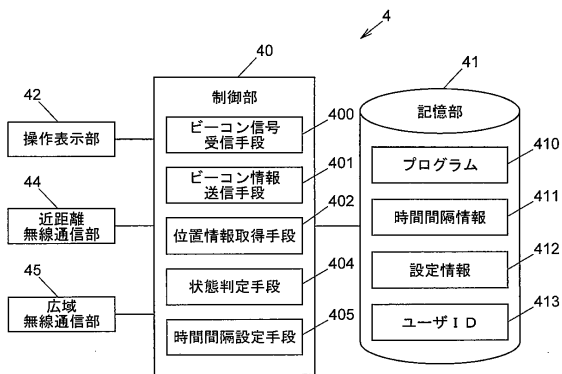 4
40
制御部
ビーコン信号
受信手段
400
ビーコン情報
送信手段
401
位置情報取得手段
402
状態判定手段
404
時間間隔設定手段
405
42
操作表示部
44
近距離
無線通信部
45
広域
無線通信部
41
記憶部
プログラム
410
時間間隔情報
411
設定情報
412
ユーザID
413